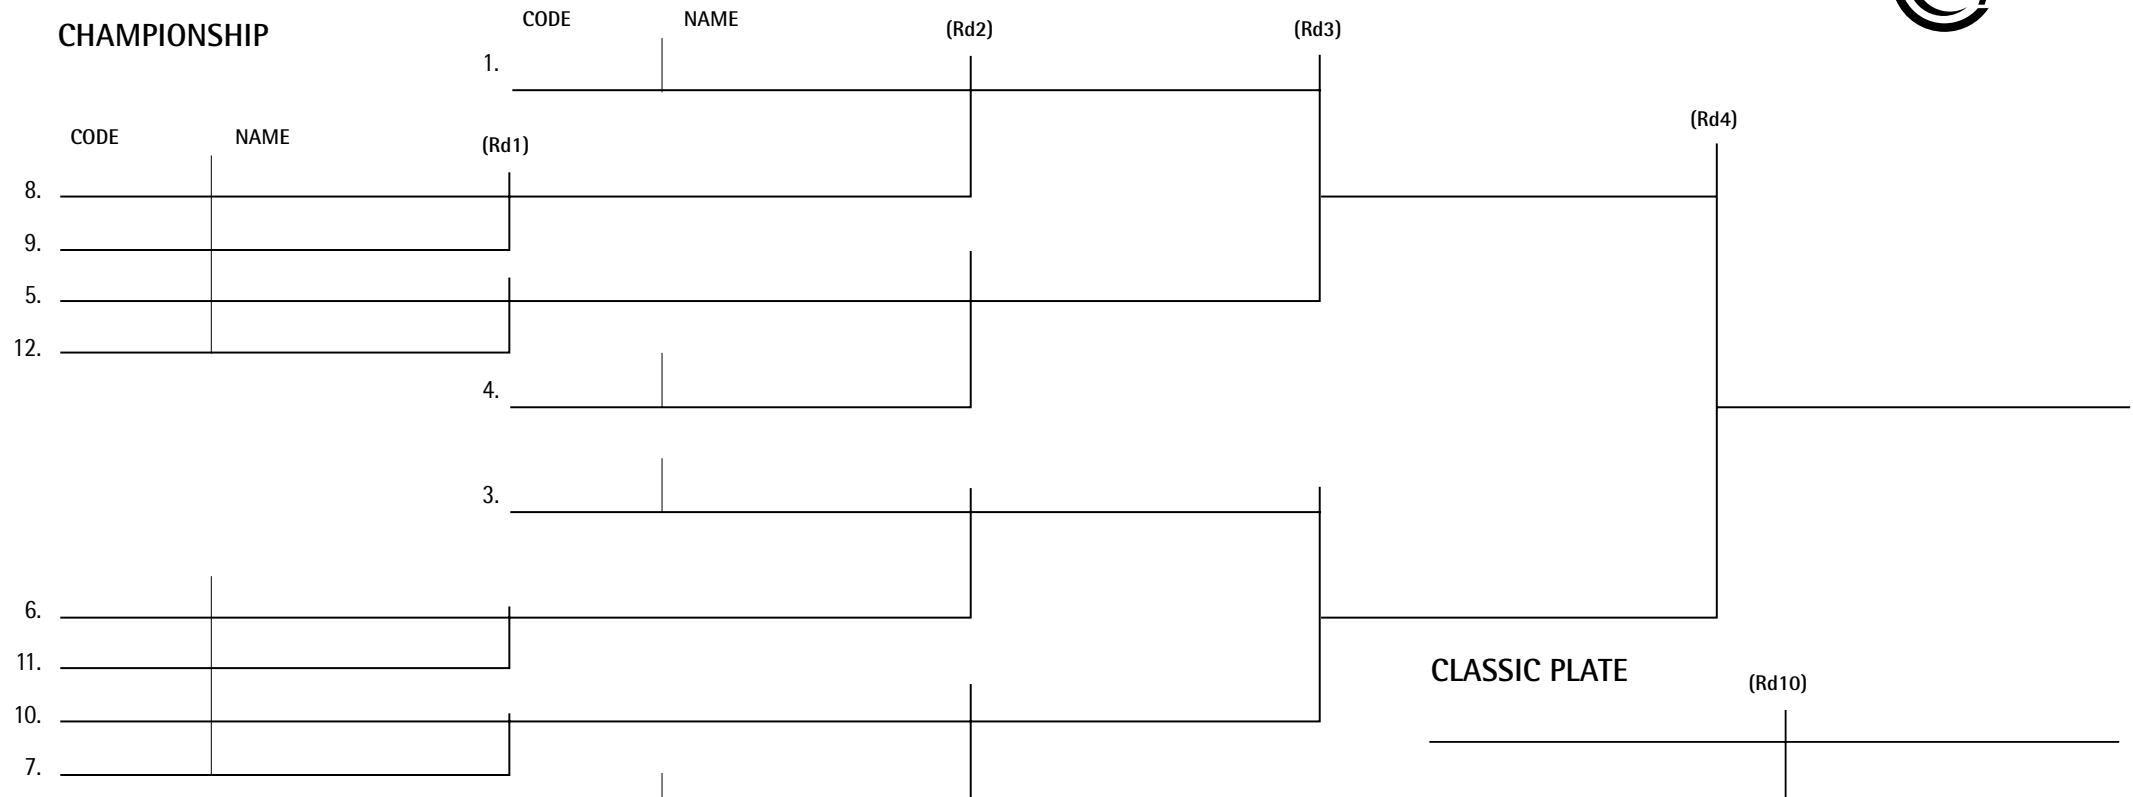 CHAMPIONSHIP
CODE NAME
(Rd2)
(Rd3)
1.
(Rd4)
CODE NAME
(Rd1)
8.
9.
5.
12.
4.
3.
6.
11.
10.
7.
CLASSIC PLATE
(Rd10)